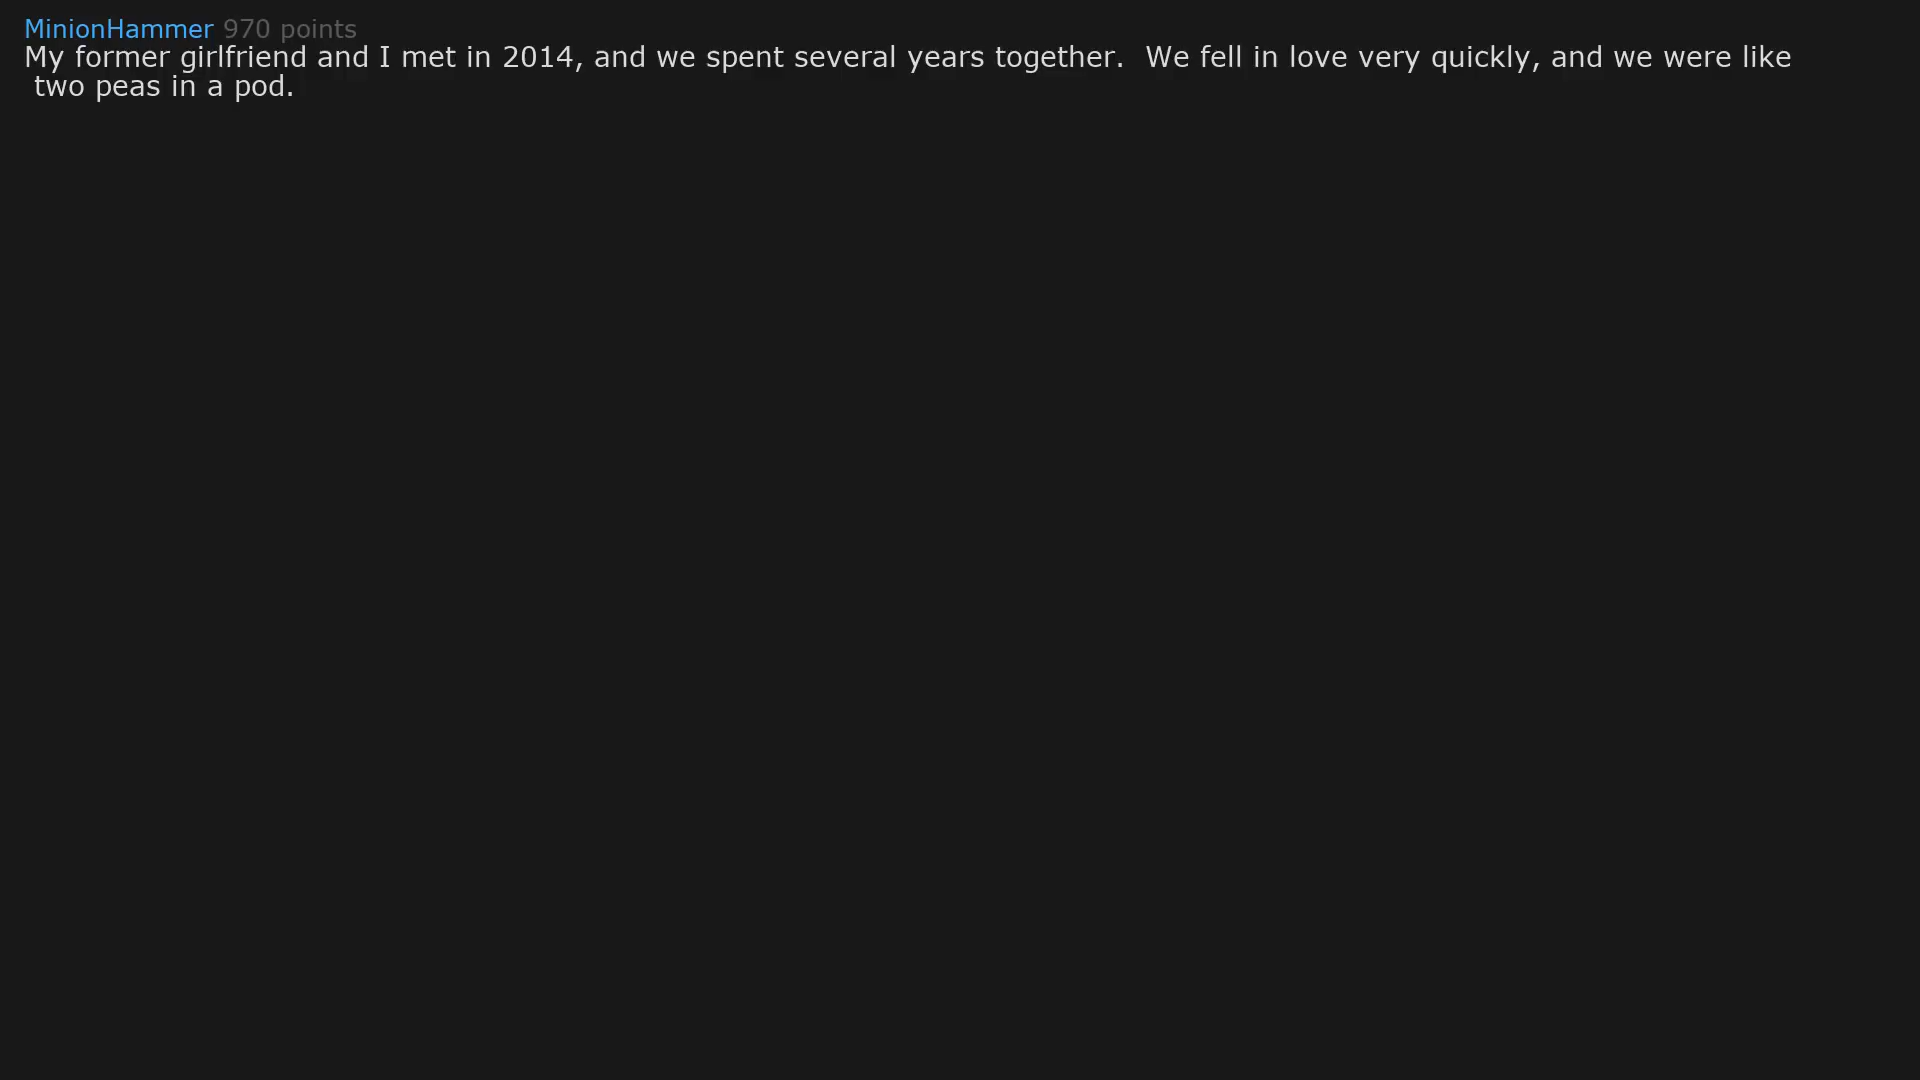 MinionHammer 970 points
My former girlfriend and I met in 2014, and we spent several years together.  We fell in love very quickly, and we were like
two peas in a pod.